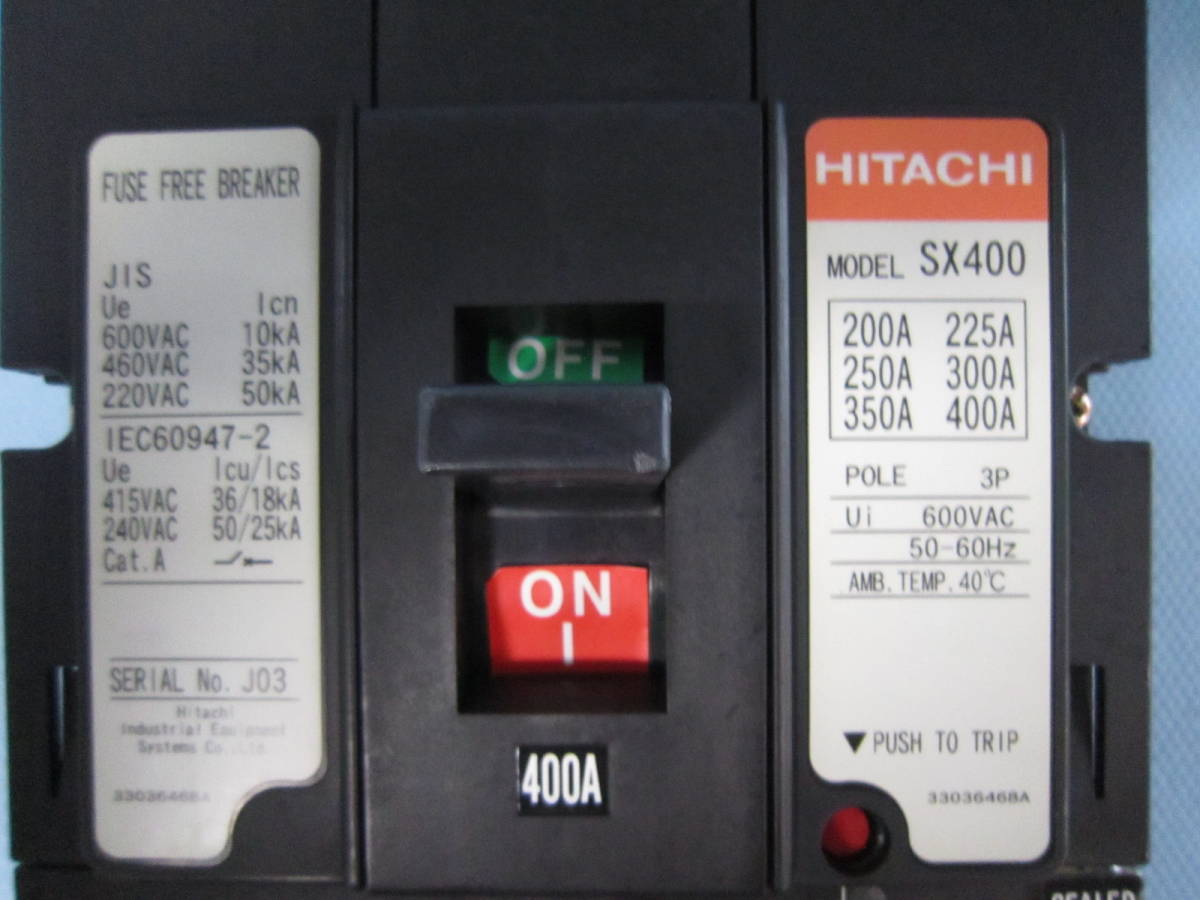 FUSE FREE BREAKER
JIS
Ue Icn
600VAC 10kA
460VAC 35kA
220VAC 50kA
IEC60947-2
Ue Icu/Ics
415VAC 36/18kA
240VAC 50/25kA
Cat.A
SERIAL No. J03
Hitachi
Industrial Equipment
Systems Co.,Ltd.
33036468A
OFF
ON
I
400A
HITACHI
MODEL SX400
200A 225A
250A 300A
350A 400A
POLE 3P
Ui 600VAC
50-60Hz
AMB.TEMP.40℃
▼PUSH TO TRIP
33036468A
SEALED